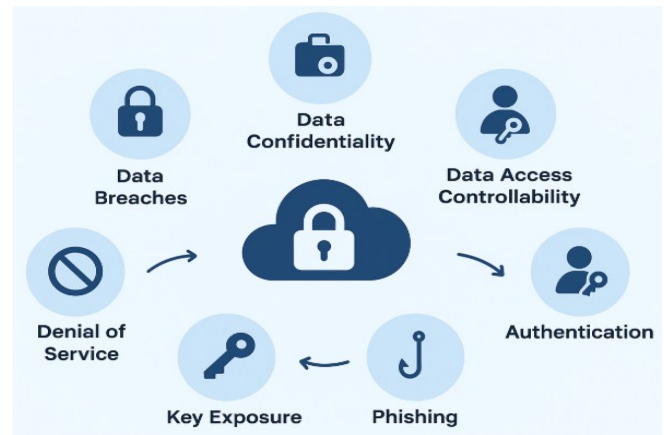 Data
Confidentiality
Data
Breaches
Data Access
Controllability
Denial of
Service
Authentication
Key Exposure
Phishing